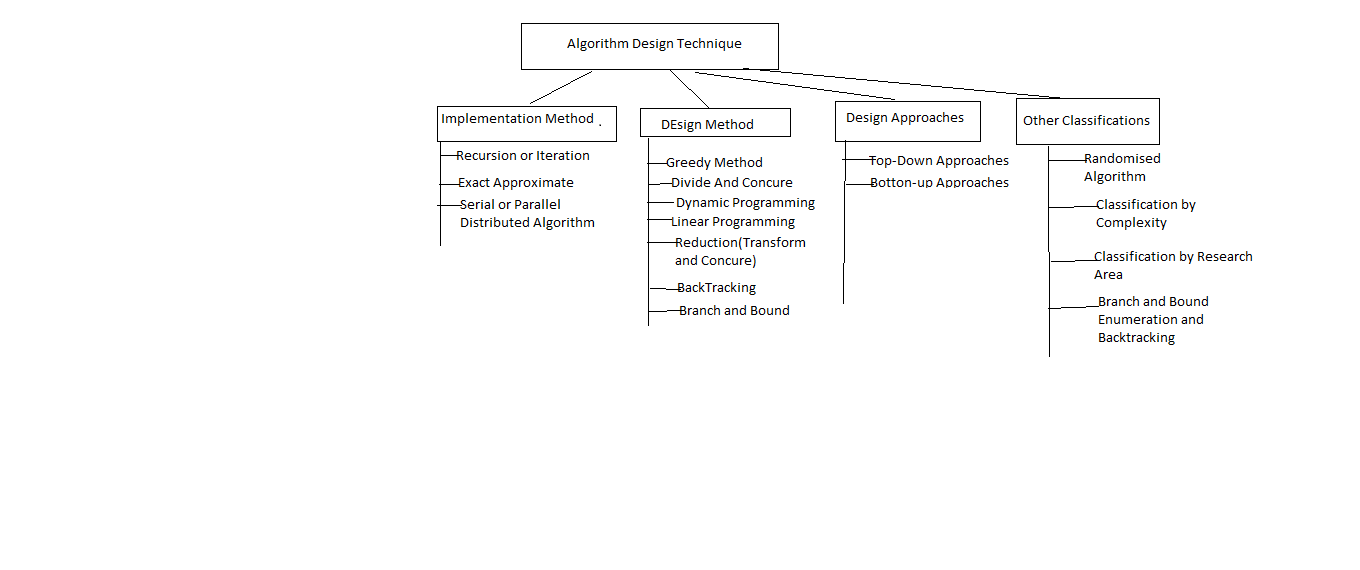 Algorithm Design Technique
Implementation Method .
Recursion or Iteration
Exact Approximate
Serial or Parallel
Distributed Algorithm
DEsign Method
Greedy Method
Divide And Concure
Dynamic Programming
Linear Programming
Reduction(Transform
and Concure)
BackTracking
Branch and Bound
Design Approaches
Top-Down Approaches
Botton-up Approaches
Other Classifications
Randomised
Algorithm
Classification by
Complexity
Classification by Research
Area
Branch and Bound
Enumeration and
Backtracking